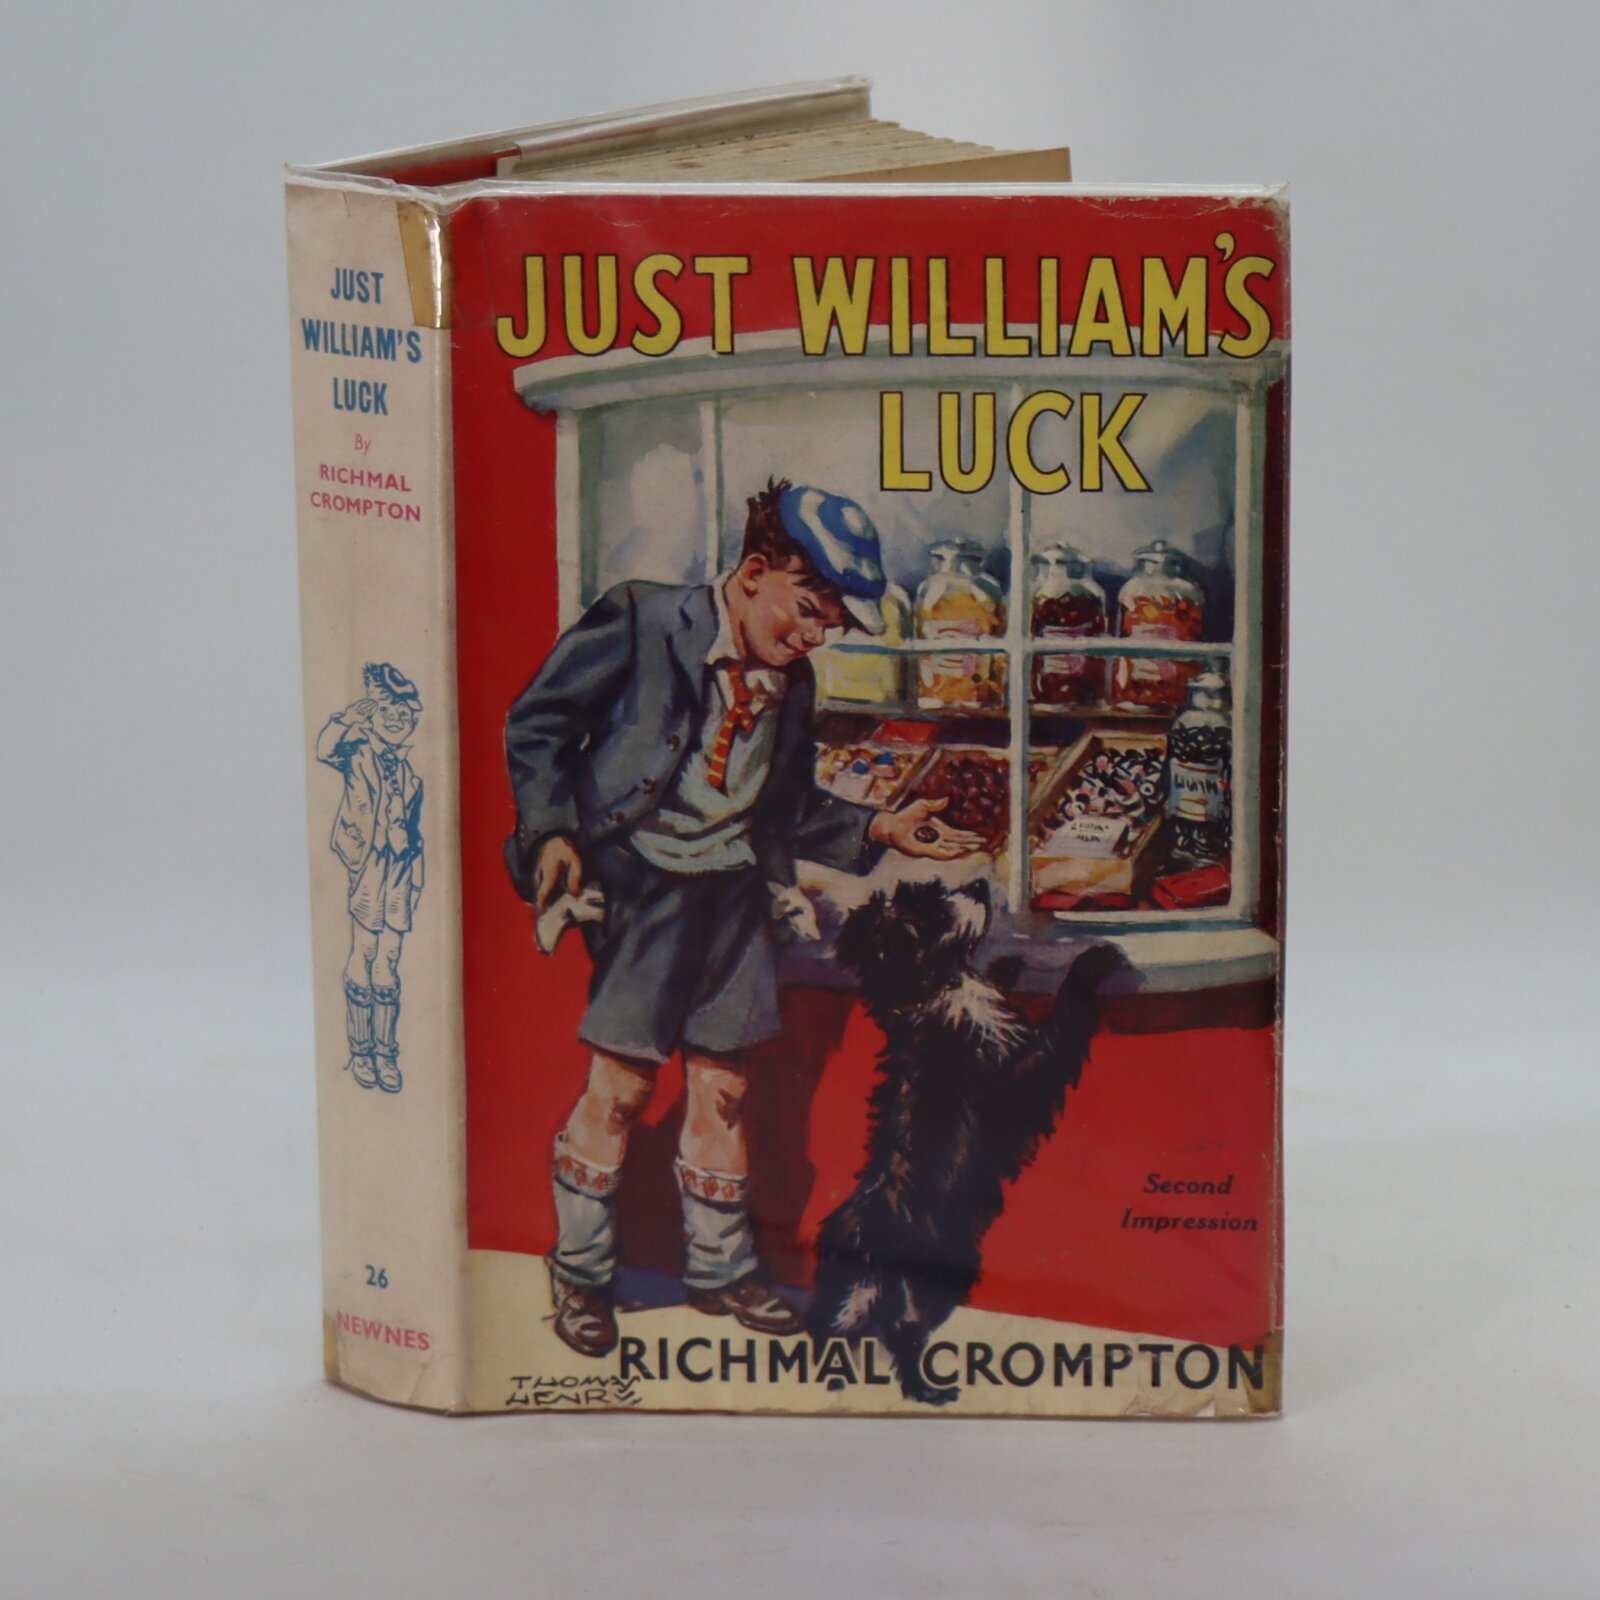 JUST
WILLIAM'S
LUCK
By
RICHMAL
CROMPTON
26
NEWNES
JUST WILLIAM'S
LUCK
Second
Impression
RICHMAL CROMPTON
THOMAS
HENRY